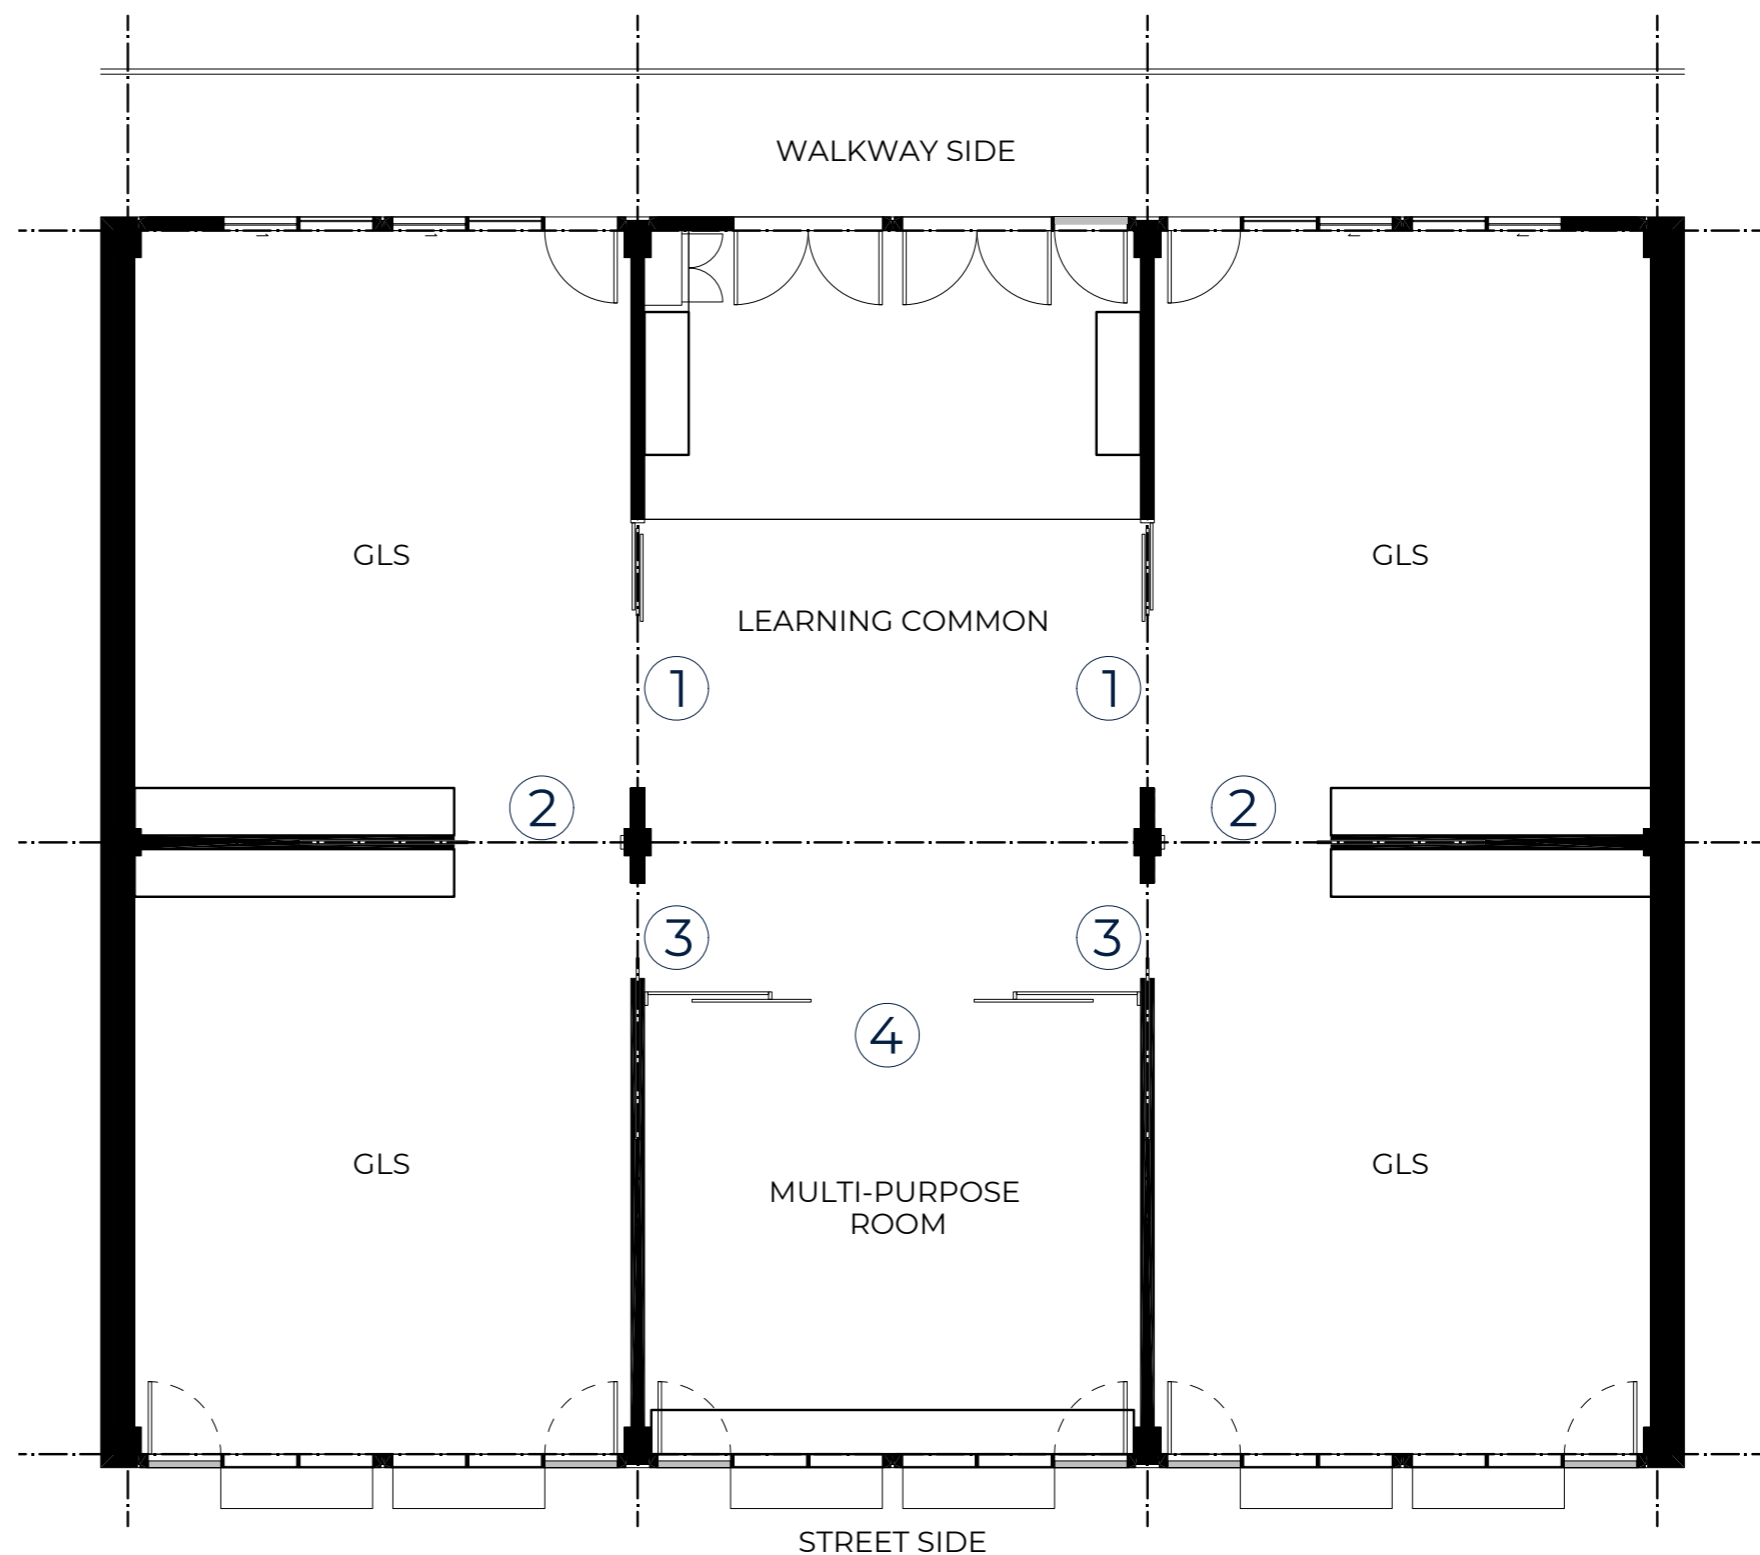 WALKWAY SIDE
GLS
GLS
LEARNING COMMON
1
1
2
2
3
3
4
GLS
GLS
MULTI-PURPOSE
ROOM
STREET SIDE